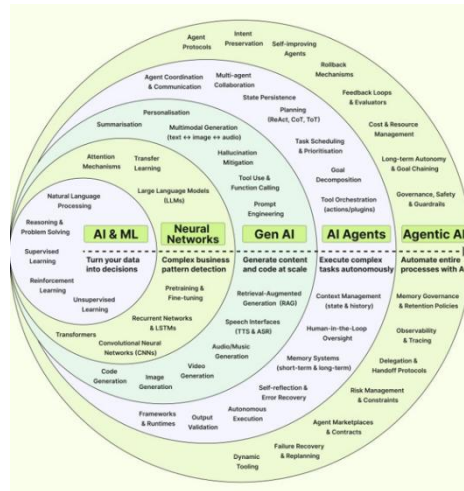 Agent
Protocols
Intent
Preservation
Self-improving
Agents
Rollback
Mechanisms
Feedback Loops
& Evaluators
Cost & Resource
Management
Long-term Autonomy
& Goal Chaining
Governance, Safety
& Guardrails
Agent Coordination
& Communication
Multi-agent
Collaboration
State Persistence
Planning
(ReAct, CoT, ToT)
Task Scheduling
& Prioritisation
Goal
Decomposition
Tool Orchestration
(actions/plugins)
Personalisation
Summarisation
Multimodal Generation
(text ↔ image ↔ audio)
Hallucination
Mitigation
Tool Use &
Function Calling
Prompt
Engineering
Attention
Mechanisms
Transfer
Learning
Large Language Models
(LLMs)
Natural Language
Processing
Reasoning &
Problem Solving
AI & ML
Turn your data
into decisions
Neural
Networks
Complex business
pattern detection
Gen AI
Generate content
and code at scale
AI Agents
Execute complex
tasks autonomously
Agentic AI
Automate entire
processes with A
Supervised
Learning
Reinforcement
Learning
Unsupervised
Learning
Pretraining &
Fine-tuning
Recurrent Networks
& LSTMs
Transformers
Convolutional Neural
Networks (CNNs)
Retrieval-Augmented
Generation (RAG)
Speech Interfaces
(TTS & ASR)
Audio/Music
Generation
Video
Generation
Image
Generation
Code
Generation
Context Management
(state & history)
Human-in-the-Loop
Oversight
Memory Systems
(short-term & long-term)
Self-reflection &
Error Recovery
Autonomous
Execution
Output
Validation
Frameworks
& Runtimes
Memory Governance
& Retention Policies
Observability
& Tracing
Delegation &
Handoff Protocols
Risk Management
& Constraints
Agent Marketplaces
& Contracts
Failure Recovery
& Replanning
Dynamic
Tooling